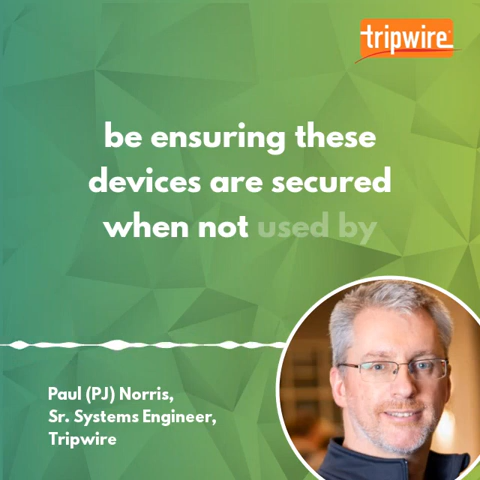 tripwire
be ensuring these
devices are secured
when not used by
Paul (PJ) Norris,
Sr. Systems Engineer,
Tripwire